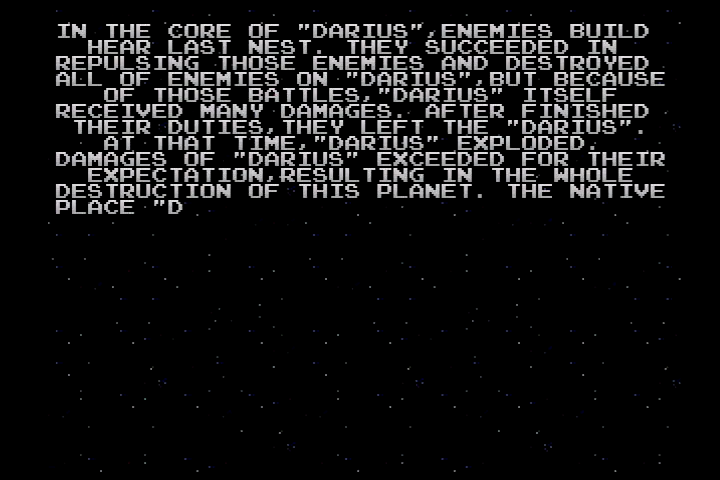 IN THE CORE OF "DARIUS",ENEMIES BUILD
HEAR LAST NEST. THEY SUCCEEDED IN
REPULSING THOSE ENEMIES AND DESTROYED
ALL OF ENEMIES ON "DARIUS",BUT BECAUSE
OF THOSE BATTLES,"DARIUS" ITSELF
RECEIVED MANY DAMAGES. AFTER FINISHED
THEIR DUTIES,THEY LEFT THE "DARIUS".
AT THAT TIME,"DARIUS" EXPLODED.
DAMAGES OF "DARIUS" EXCEEDED FOR THEIR
EXPECTATION,RESULTING IN THE WHOLE
DESTRUCTION OF THIS PLANET. THE NATIVE
PLACE "D